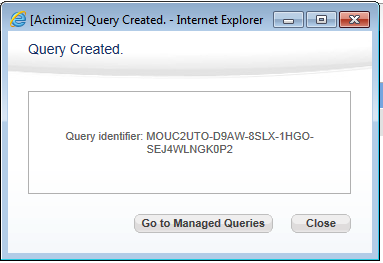 [Actimize] Query Created. - Internet Explorer
Query Created.
Query identifier: MOUC2UTO-D9AW-8SLX-1HGO-
SEJ4WLNGK0P2
Go to Managed Queries
Close